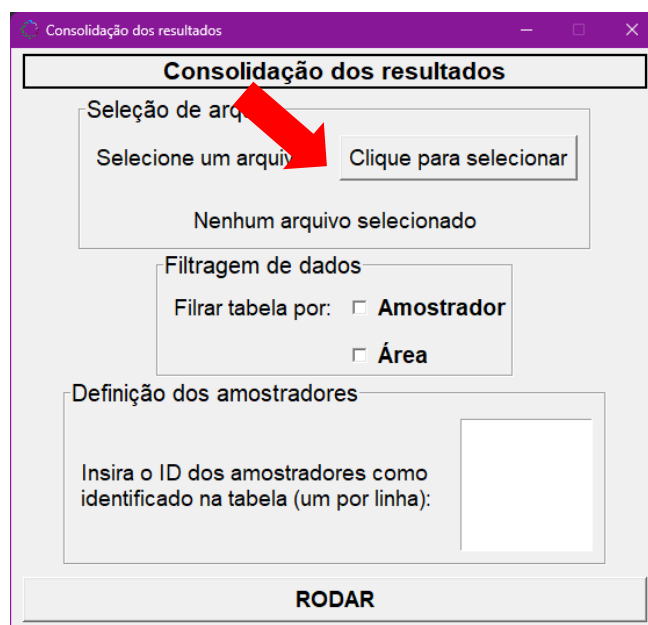 Consolidação dos resultados
Consolidação dos resultados
Seleção de
Selecione um
Clique para selecionar
Nenhum arquivo selecionado
Filtragem de dados
Filrar tabela por:
Amostrador
Área
Definição dos amostradores
Insira o ID dos amostradores como
identificado na tabela (um por linha):
RODAR